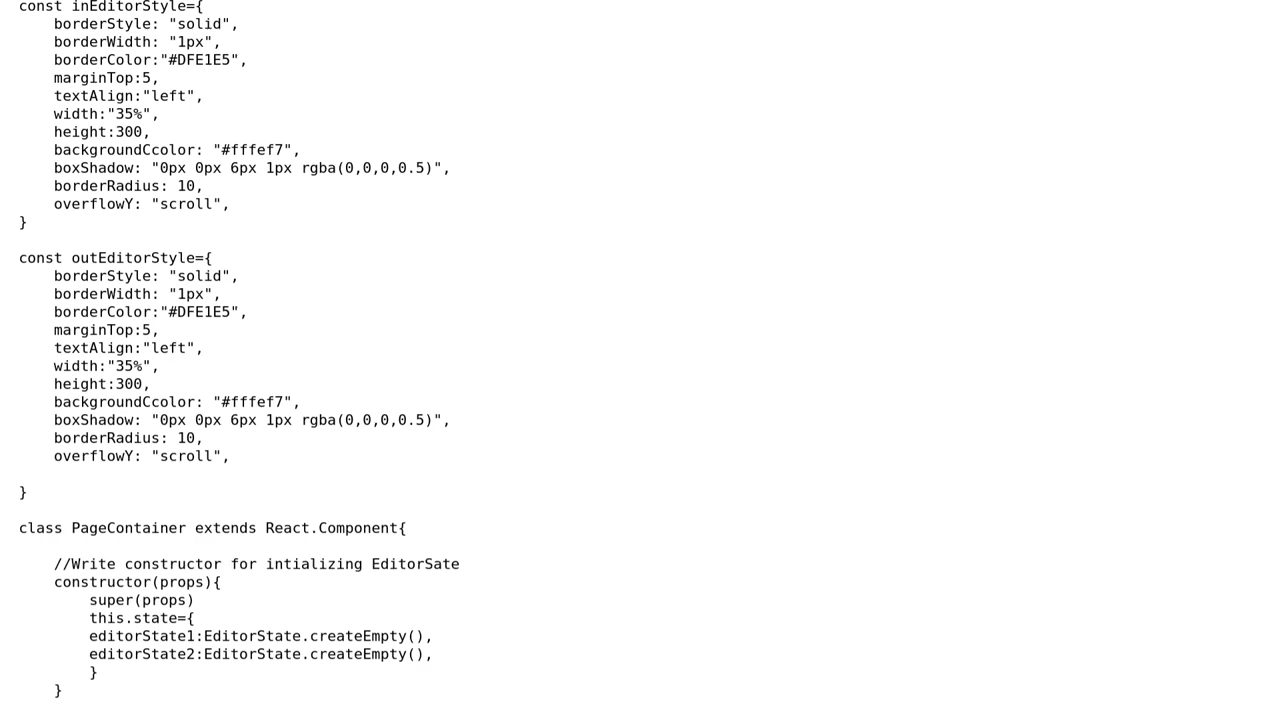 const inEditorStyle={
    borderStyle: "solid",
    borderWidth: "1px",
    borderColor:"#DFE1E5",
    marginTop:5,
    textAlign:"left",
    width:"35%",
    height:300,
    backgroundCcolor: "#fffef7",
    boxShadow: "0px 0px 6px 1px rgba(0,0,0,0.5)",
    borderRadius: 10,
    overflowY: "scroll",
}

const outEditorStyle={
    borderStyle: "solid",
    borderWidth: "1px",
    borderColor:"#DFE1E5",
    marginTop:5,
    textAlign:"left",
    width:"35%",
    height:300,
    backgroundCcolor: "#fffef7",
    boxShadow: "0px 0px 6px 1px rgba(0,0,0,0.5)",
    borderRadius: 10,
    overflowY: "scroll",

}

class PageContainer extends React.Component{

    //Write constructor for intializing EditorSate
    constructor(props){
        super(props)
        this.state={
        editorState1:EditorState.createEmpty(),
        editorState2:EditorState.createEmpty(),
        }
    }